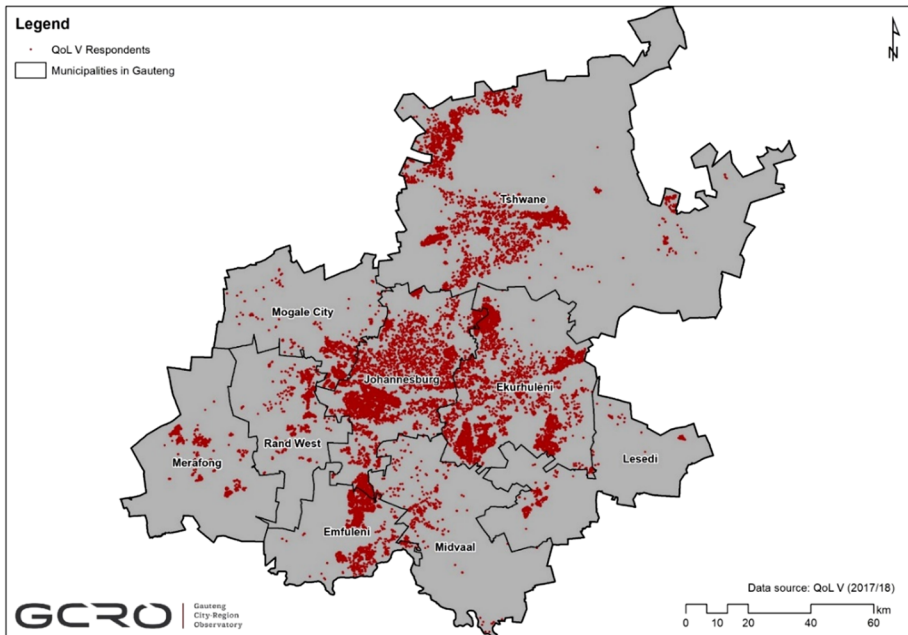 Legend
QoL V Respondents
Municipalities in Gauteng
N
Tshwane
Mogale City
Johannesburg
Ekurhuleni
Rand West
Merafong
Lesedi
Emfuleni
Midvaal
Data source: QoL V (2017/18)
GCRO
Gauteng
City-Region
Observatory
km
0 10 20 40 60